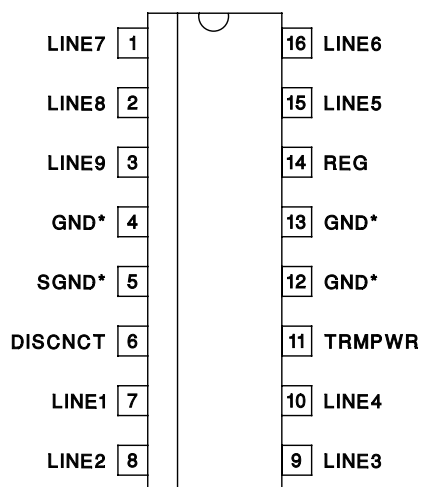 LINE7 1 16 LINE6
LINE8 2 15 LINE5
LINE9 3 14 REG
GND* 4 13 GND*
SGND* 5 12 GND*
DISCNCT 6 11 TRMPWR
LINE1 7 10 LINE4
LINE2 8 9 LINE3